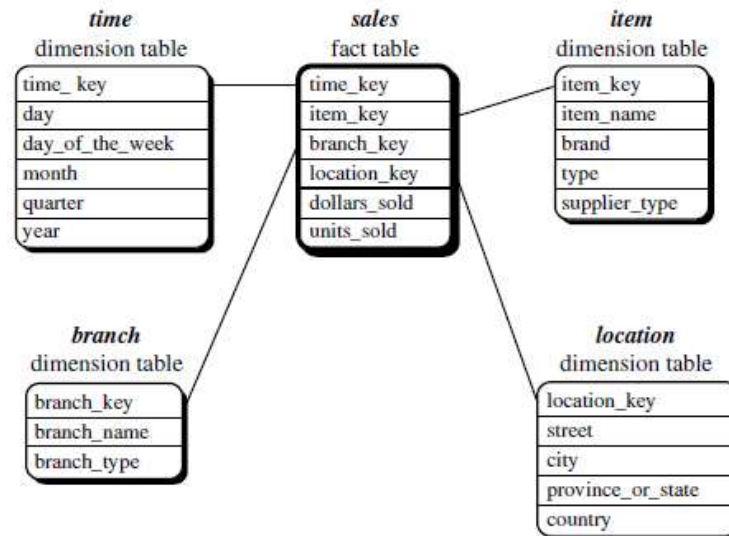 time
dimension table
time_ key
day
day_of_the_week
month
quarter
year
sales
fact table
time_key
item_key
branch_key
location_key
dollars_sold
units_sold
item
dimension table
item_key
item_name
brand
type
supplier_type
branch
dimension table
branch_key
branch_name
branch_type
location
dimension table
location_key
street
city
province_or_state
country